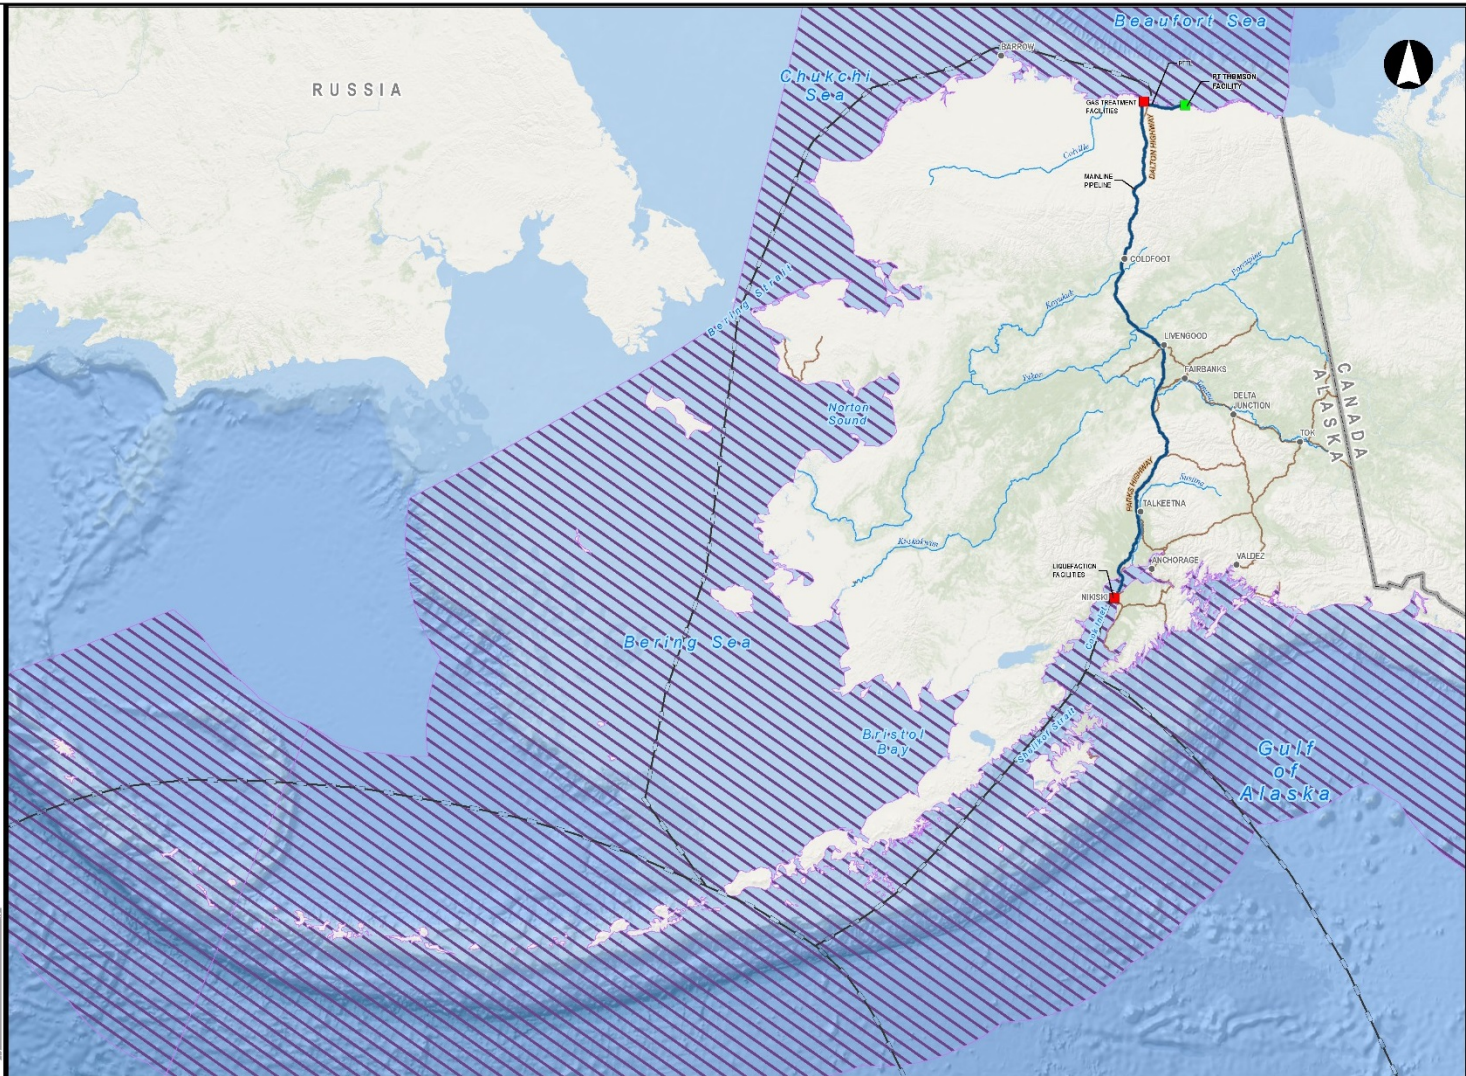 Beaufort Sea
BARROW
Chukchi
Sea
RUSSIA
PTTL
PT THOMSON
FACILITY
GAS TREATMENT
FACILITIES
DALTON HIGHWAY
Colville
MAINLINE
PIPELINE
COLDFOOT
Porcupine
Koyukuk
Bering Strait
LIVENGOOD
FAIRBANKS
Yukon
Tanana
DELTA
JUNCTION
CANADA
ALASKA
Norton
Sound
TOK
PARKS HIGHWAY
Susitna
TALKEETNA
Kuskokwim
ANCHORAGE
VALDEZ
LIQUEFACTION
FACILITIES
NIKISKI
Cook Inlet
Bering Sea
Bristol
Bay
Shelikof Strait
Gulf
of
Alaska